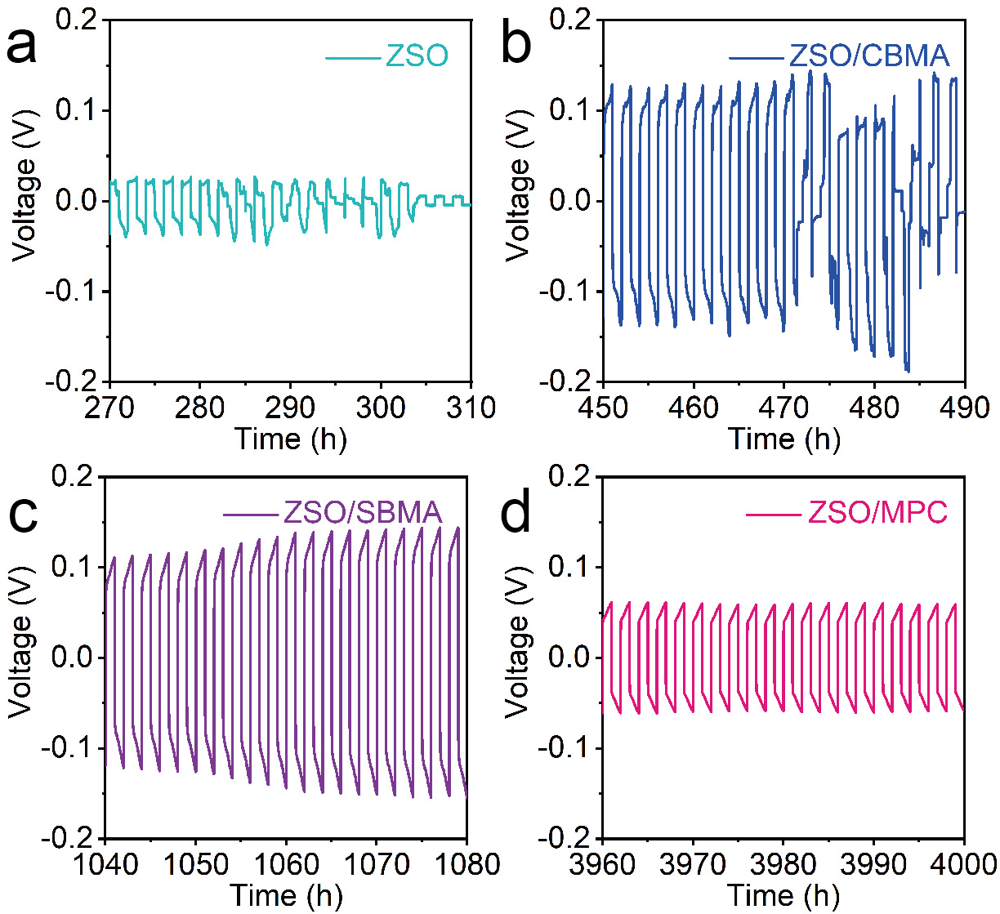 a
ZSO
0.2
0.1
0.0
-0.1
-0.2
Voltage (V)
270 280 290 300 310
Time (h)
b
ZSO/CBMA
0.2
0.1
0.0
-0.1
-0.2
Voltage (V)
450 460 470 480 490
Time (h)
c
ZSO/SBMA
0.2
0.1
0.0
-0.1
-0.2
Voltage (V)
1040 1050 1060 1070 1080
Time (h)
d
ZSO/MPC
0.2
0.1
0.0
-0.1
-0.2
Voltage (V)
3960 3970 3980 3990 4000
Time (h)